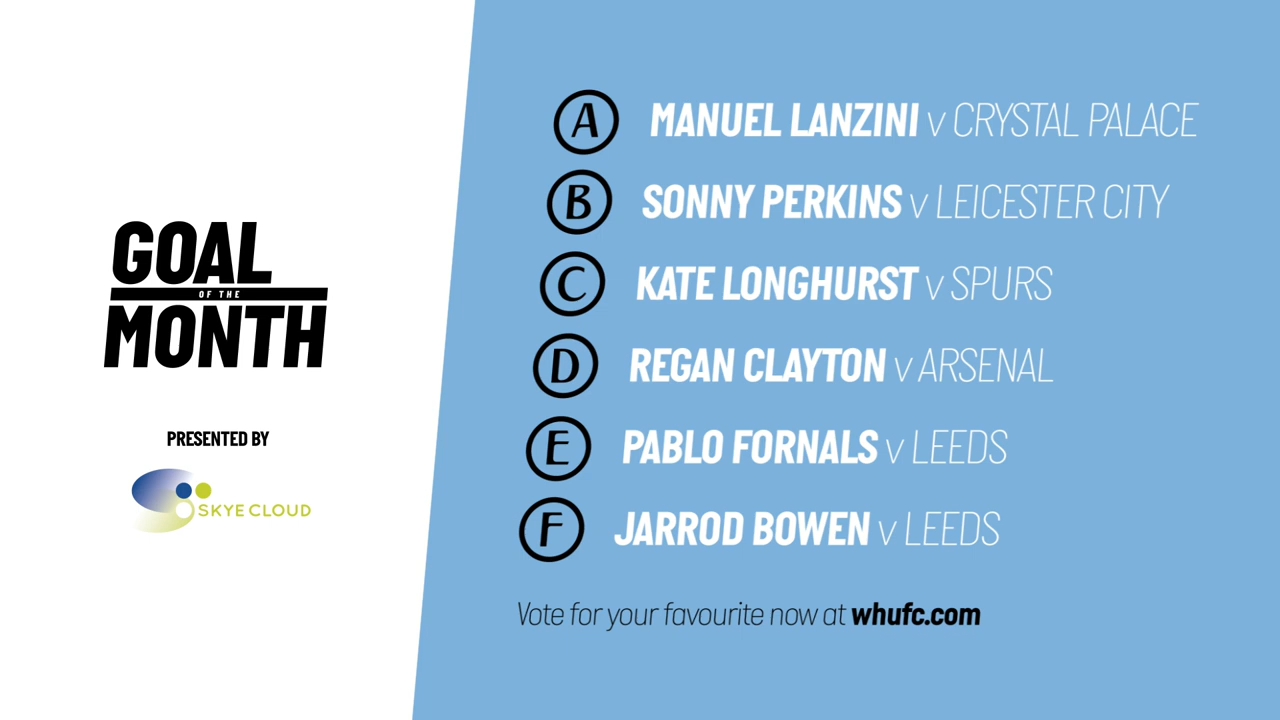 GOAL
OF THE
MONTH
PRESENTED BY
SKYE CLOUD
A MANUEL LANZINI v CRYSTAL PALACE
B SONNY PERKINS v LEICESTER CITY
C KATE LONGHURST v SPURS
D REGAN CLAYTON v ARSENAL
E PABLO FORNALS v LEEDS
F JARROD BOWEN v LEEDS
Vote for your favourite now at whufc.com